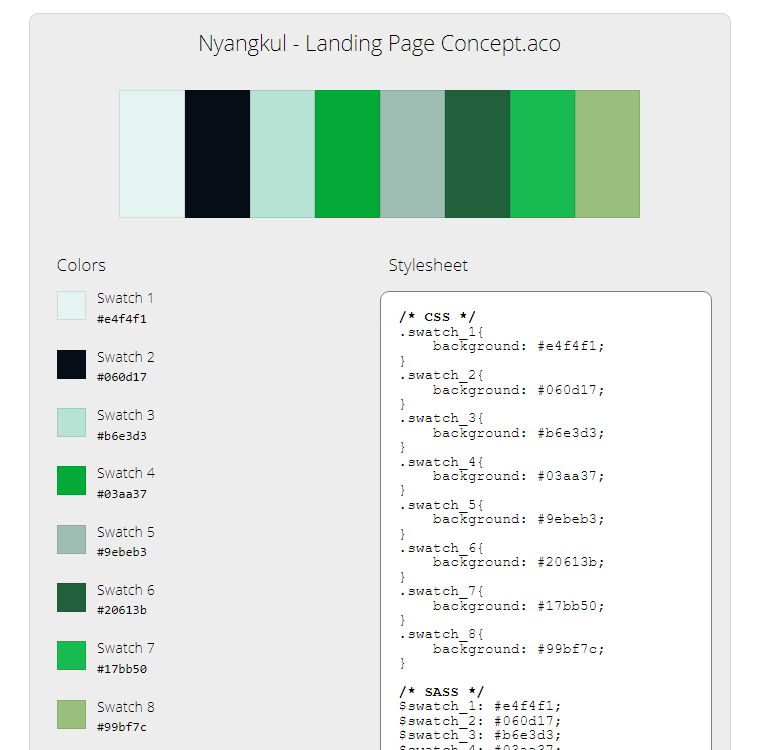 Nyangkul - Landing Page Concept.aco
Colors
Swatch 1
#e4f4f1
Swatch 2
#060d17
Swatch 3
#b6e3d3
Swatch 4
#03aa37
Swatch 5
#9ebeb3
Swatch 6
#20613b
Swatch 7
#17bb50
Swatch 8
#99bf7c
Stylesheet
/* CSS */
.swatch_1{
    background: #e4f4f1;
}
.swatch_2{
    background: #060d17;
}
.swatch_3{
    background: #b6e3d3;
}
.swatch_4{
    background: #03aa37;
}
.swatch_5{
    background: #9ebeb3;
}
.swatch_6{
    background: #20613b;
}
.swatch_7{
    background: #17bb50;
}
.swatch_8{
    background: #99bf7c;
}
/* SASS */
$swatch_1: #e4f4f1;
$swatch_2: #060d17;
$swatch_3: #b6e3d3;
$swatch_4: #03aa37;